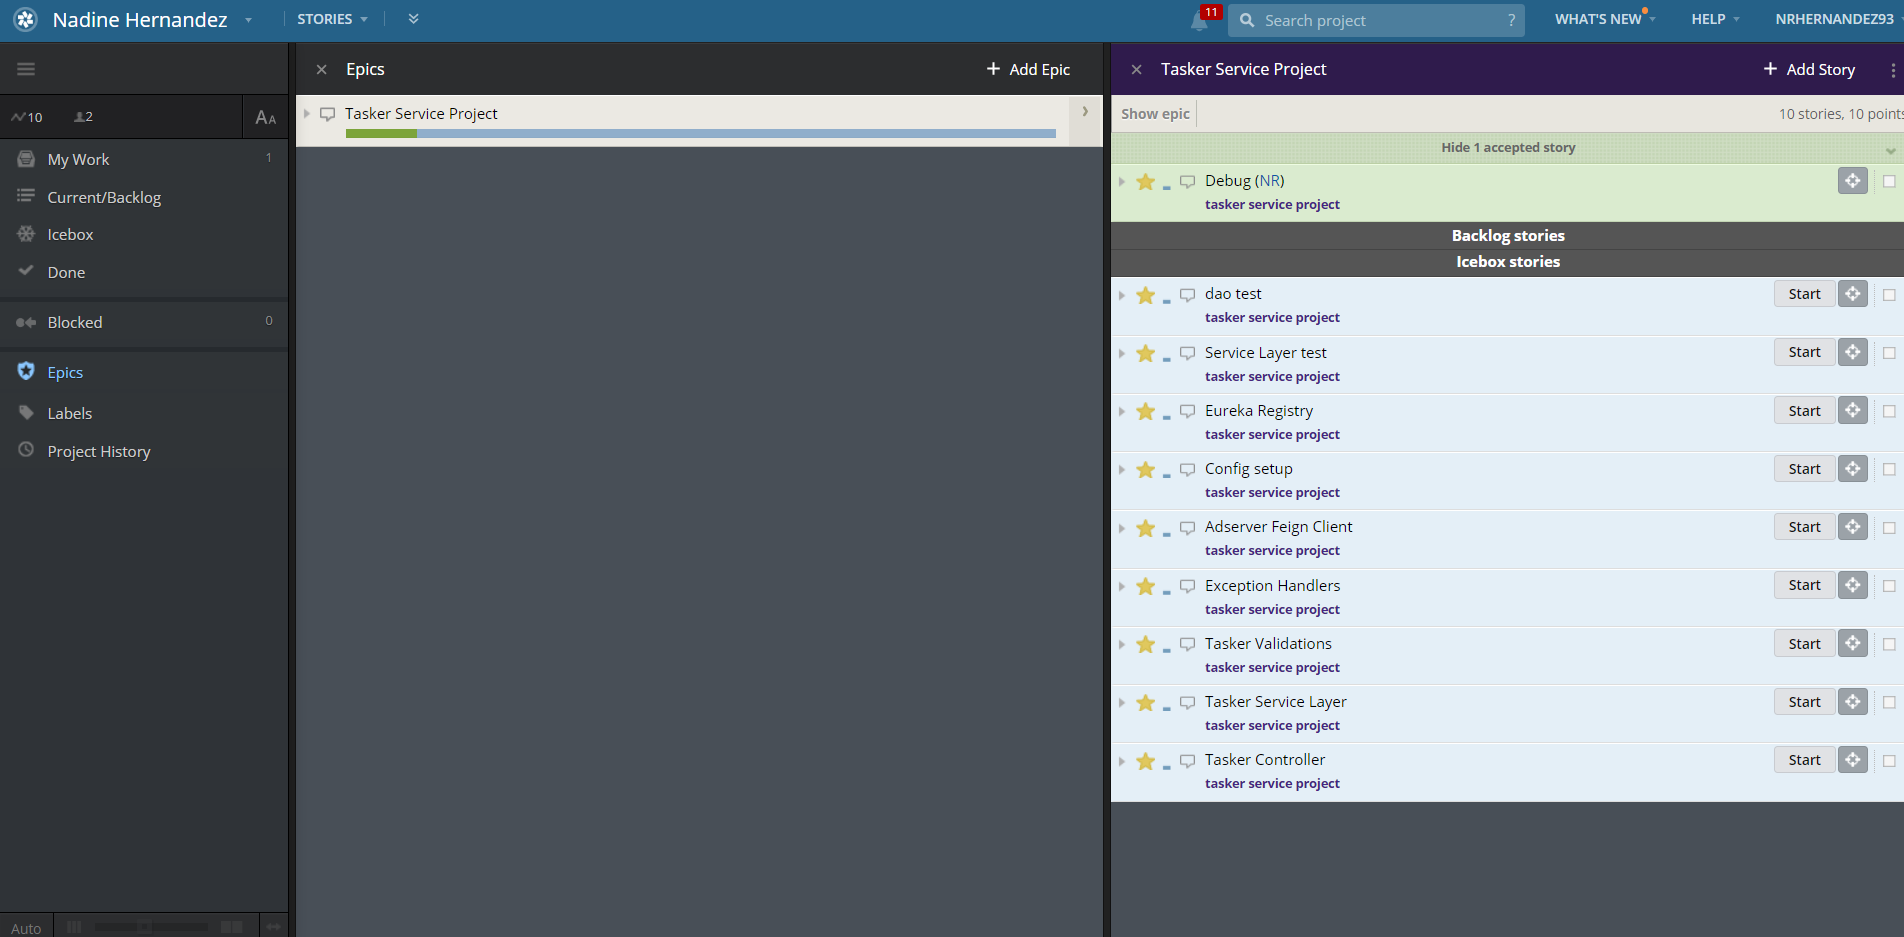 Nadine Hernandez
STORIES
11
Search project
?
WHAT'S NEW
HELP
NRHERNANDEZ93
10
2
AA
My Work
1
Current/Backlog
Icebox
Done
Blocked
0
Epics
Labels
Project History
Auto
Epics
+ Add Epic
Tasker Service Project
Tasker Service Project
+ Add Story
Show epic
10 stories, 10 points
Hide 1 accepted story
Debug (NR)
tasker service project
Backlog stories
Icebox stories
dao test
tasker service project
Start
Service Layer test
tasker service project
Start
Eureka Registry
tasker service project
Start
Config setup
tasker service project
Start
Adserver Feign Client
tasker service project
Start
Exception Handlers
tasker service project
Start
Tasker Validations
tasker service project
Start
Tasker Service Layer
tasker service project
Start
Tasker Controller
tasker service project
Start